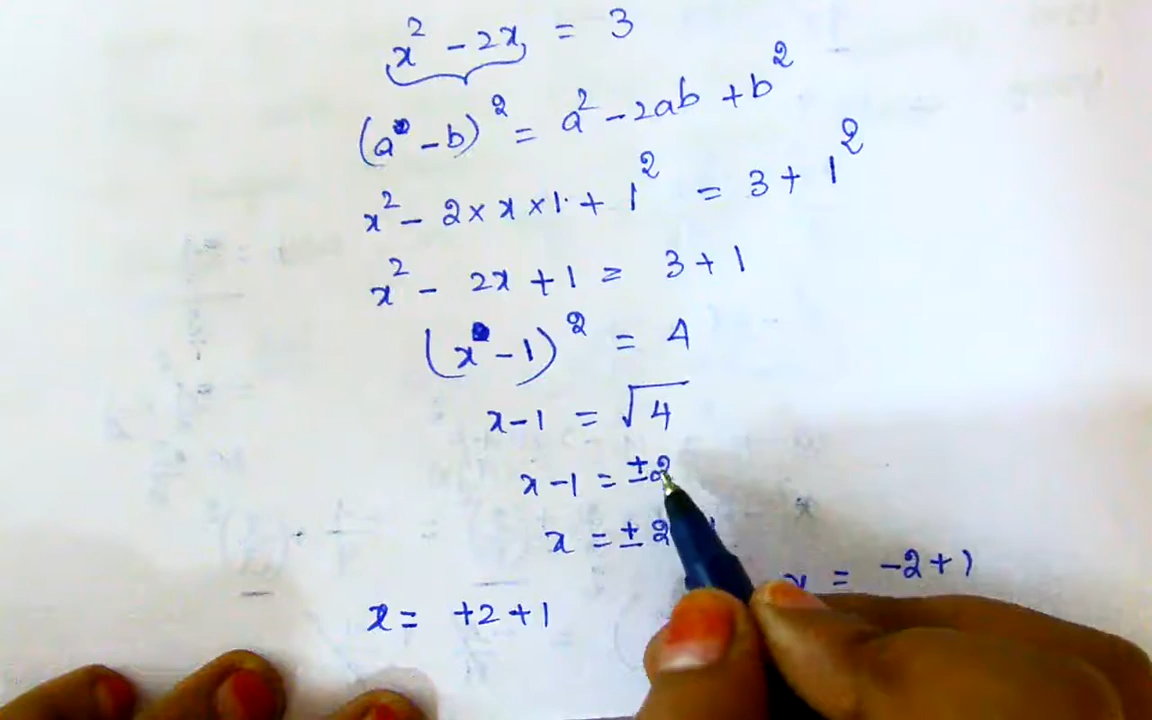 x² - 2x = 3
(a - b)² = a² - 2ab + b²
x² - 2 × x × 1 + 1² = 3 + 1²
x² - 2x + 1 = 3 + 1
(x - 1)² = 4
x - 1 = √4
x - 1 = ±2
x = ±2
x = +2 + 1
x = -2 + 1